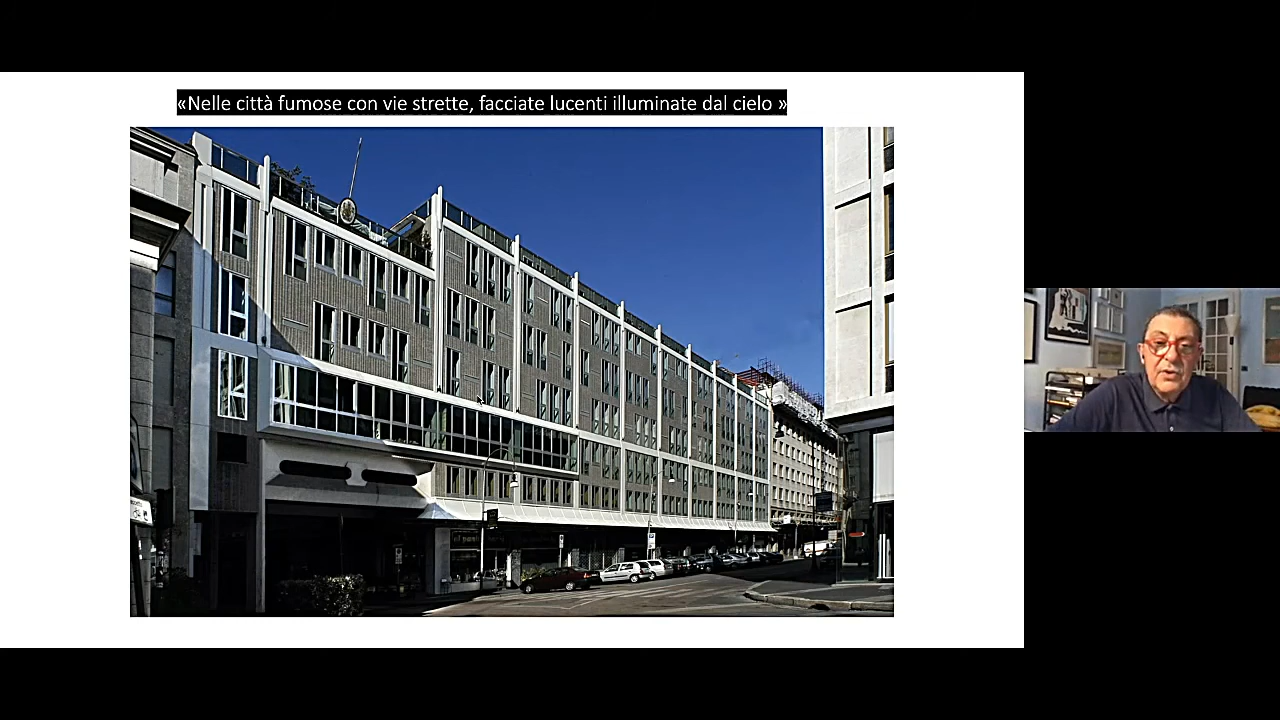 «Nelle città fumose con vie strette, facciate lucenti illuminate dal cielo »